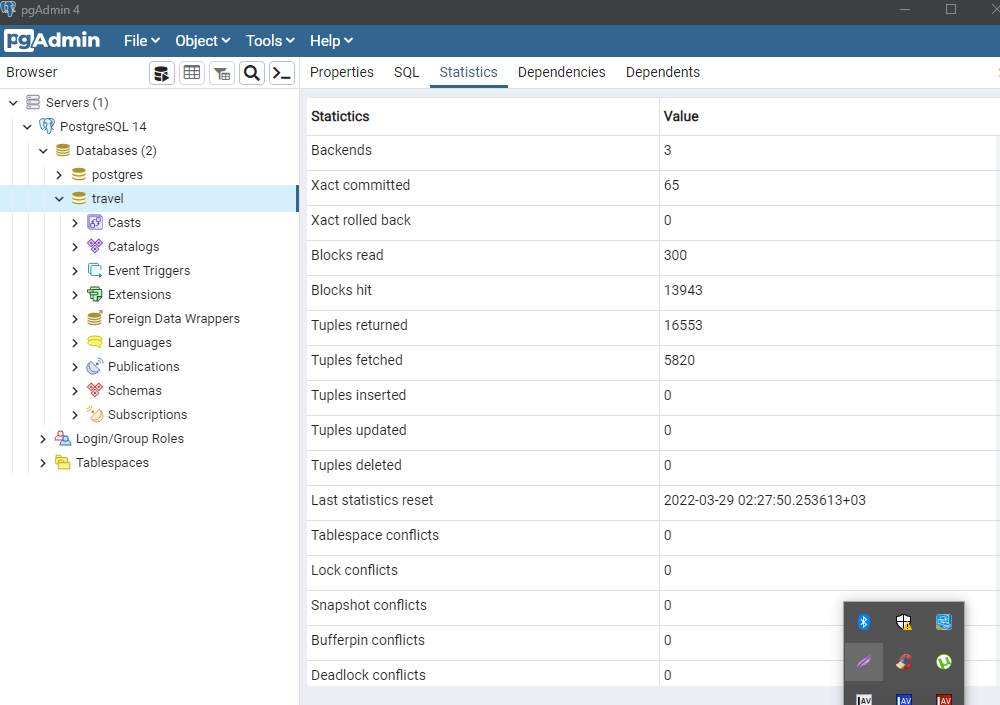 pgAdmin 4
pgAdmin File Object Tools Help
Browser
Properties SQL Statistics Dependencies Dependents
Servers (1)
PostgreSQL 14
Databases (2)
postgres
travel
Casts
Catalogs
Event Triggers
Extensions
Foreign Data Wrappers
Languages
Publications
Schemas
Subscriptions
Login/Group Roles
Tablespaces
Statictics Value
Backends 3
Xact committed 65
Xact rolled back 0
Blocks read 300
Blocks hit 13943
Tuples returned 16553
Tuples fetched 5820
Tuples inserted 0
Tuples updated 0
Tuples deleted 0
Last statistics reset 2022-03-29 02:27:50.253613+03
Tablespace conflicts 0
Lock conflicts 0
Snapshot conflicts 0
Bufferpin conflicts 0
Deadlock conflicts 0
AV AV AV